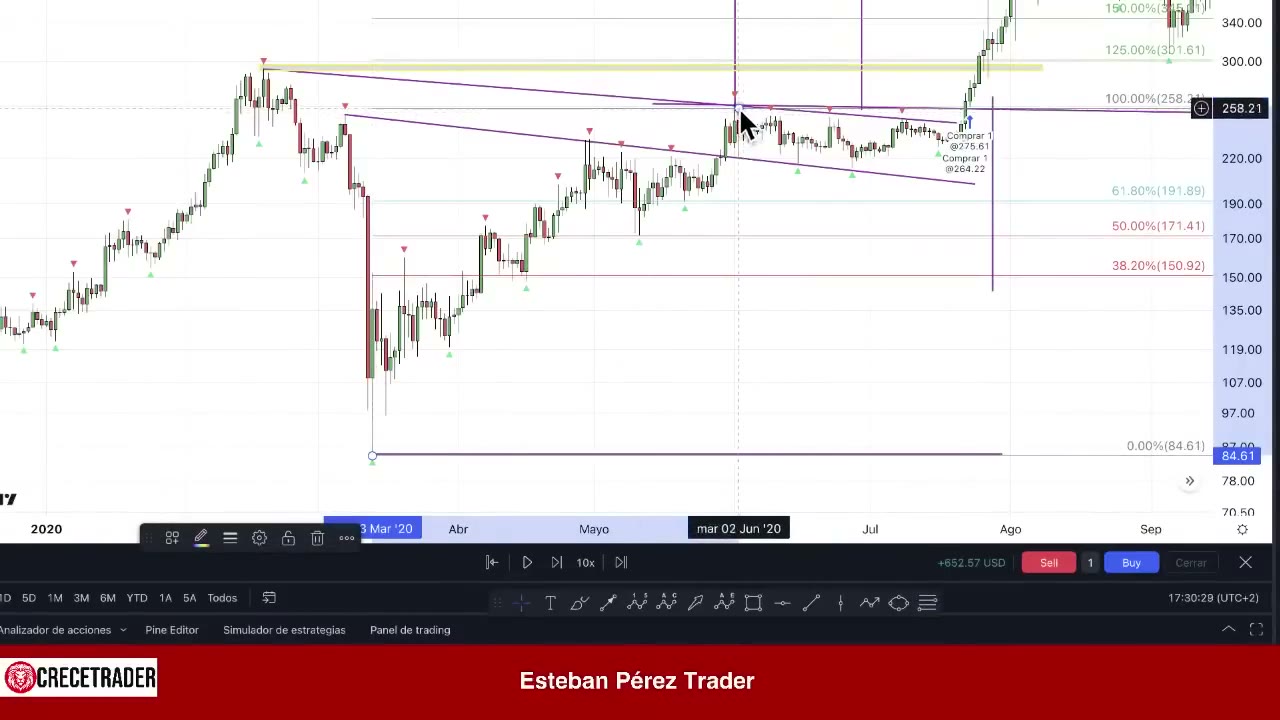 150.00%(345.01)
340.00
125.00%(301.61)
300.00
100.00%(258.21)
258.21
Comprar 1
@275.61
Comprar 1
@264.22
220.00
61.80%(191.89)
190.00
50.00%(171.41)
170.00
38.20%(150.92)
150.00
135.00
119.00
107.00
97.00
0.00%(84.61)
87.00
84.61
78.00
70.50
2020
3 Mar '20
Abr
Mayo
mar 02 Jun '20
Jul
Ago
Sep
10x
+652.57 USD
Sell
1
Buy
Cerrar
1D 5D 1M 3M 6M YTD 1A 5A Todos
17:30:29 (UTC+2)
Analizador de acciones
Pine Editor
Simulador de estrategias
Panel de trading
CRECETRADER
Esteban Pérez Trader